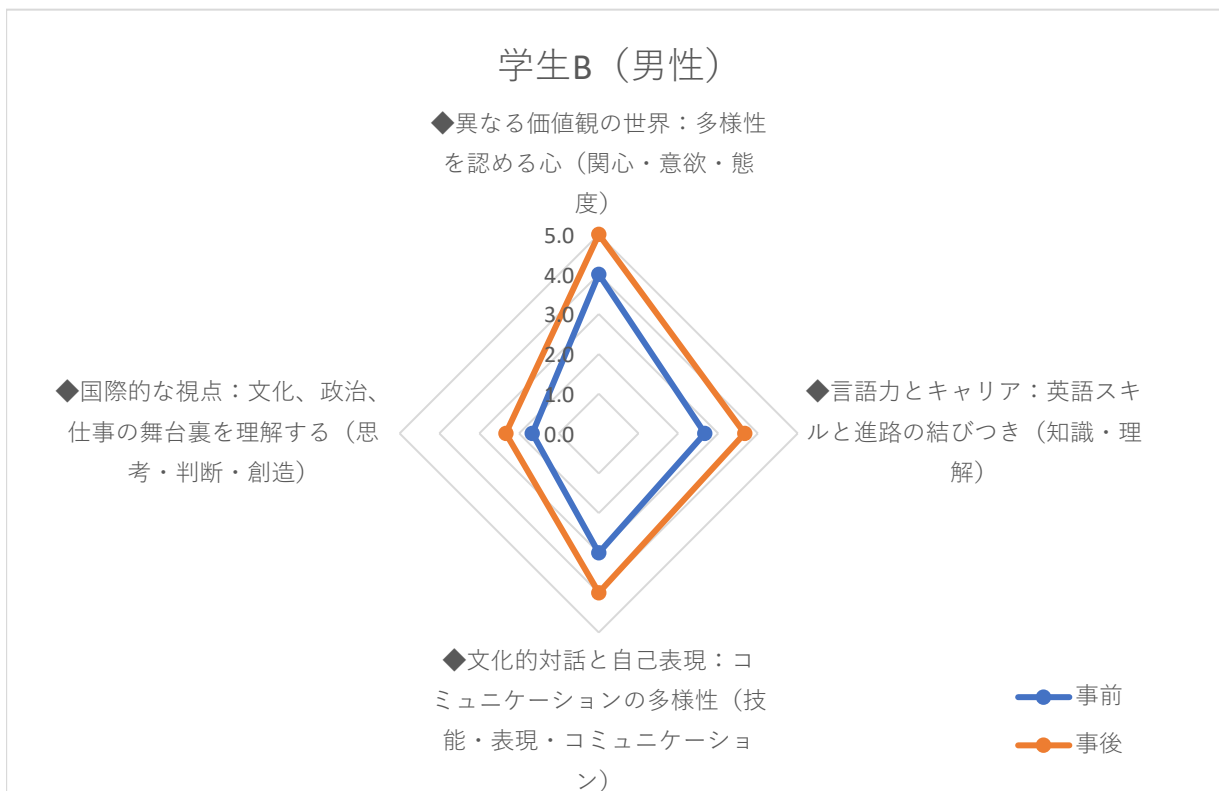 学生B（男性）
◆異なる価値観の世界：多様性
を認める心（関心・意欲・態
度）
5.0
4.0
3.0
2.0
1.0
0.0
◆国際的な視点：文化、政治、
仕事の舞台裏を理解する（思
考・判断・創造）
◆言語力とキャリア：英語スキ
ルと進路の結びつき（知識・理
解）
◆文化的対話と自己表現：コ
ミュニケーションの多様性（技
能・表現・コミュニケーショ
ン）
事前
事後